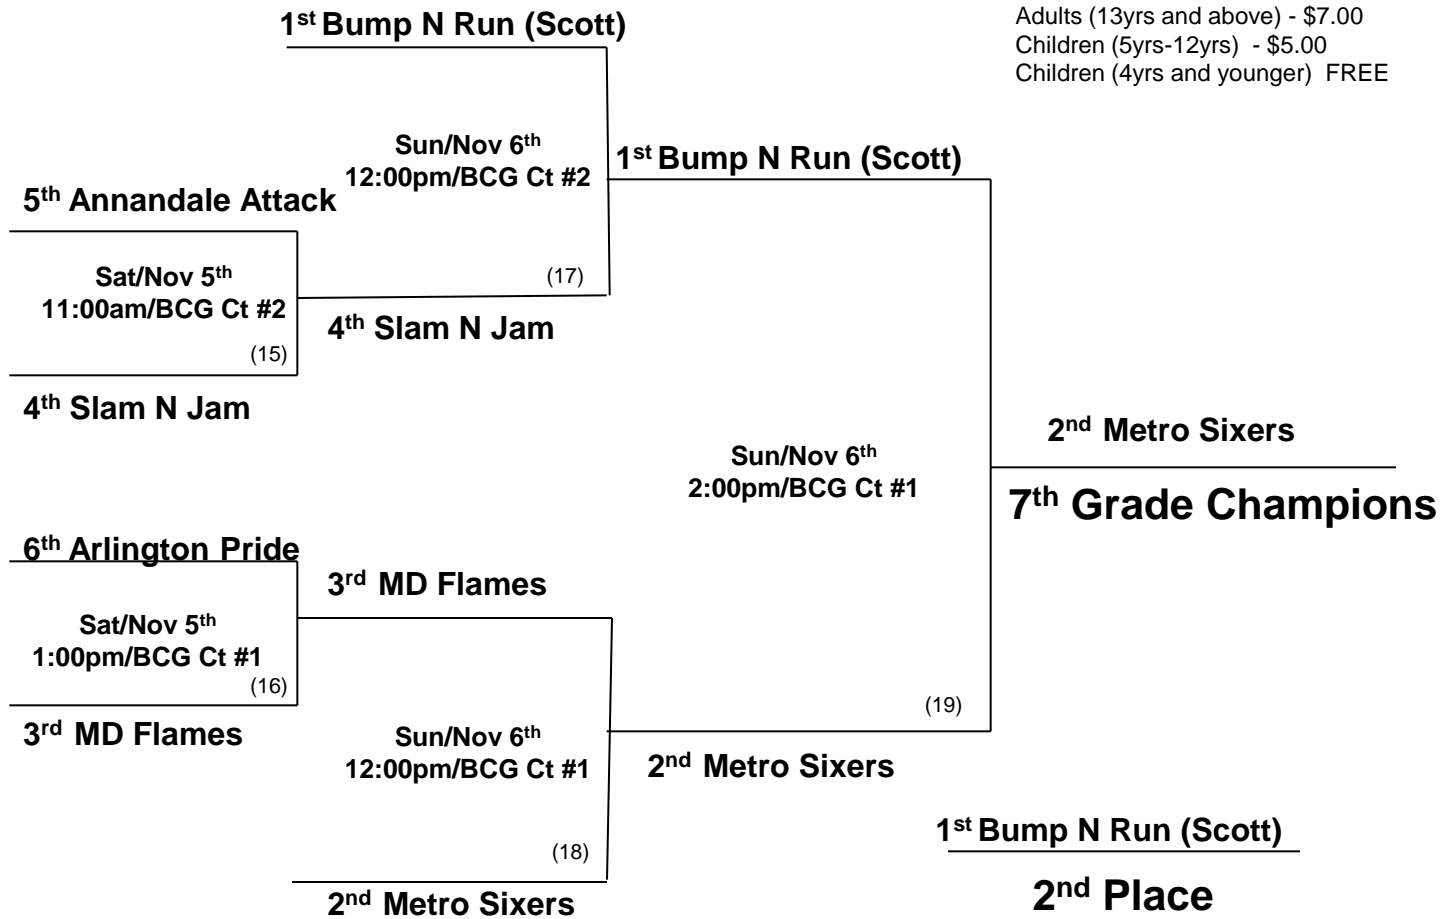 Adults (13yrs and above) - $7.00
Children (5yrs-12yrs)  - $5.00
Children (4yrs and younger)  FREE
1st Bump N Run (Scott)
Sun/Nov 6th
12:00pm/BCG Ct #2
1st Bump N Run (Scott)
5th Annandale Attack
Sat/Nov 5th
11:00am/BCG Ct #2
(15)
(17)
4th Slam N Jam
4th Slam N Jam
2nd Metro Sixers
7th Grade Champions
Sun/Nov 6th
2:00pm/BCG Ct #1
(19)
6th Arlington Pride
3rd MD Flames
Sat/Nov 5th
1:00pm/BCG Ct #1
(16)
3rd MD Flames
Sun/Nov 6th
12:00pm/BCG Ct #1
(18)
2nd Metro Sixers
2nd Metro Sixers
1st Bump N Run (Scott)
2nd Place